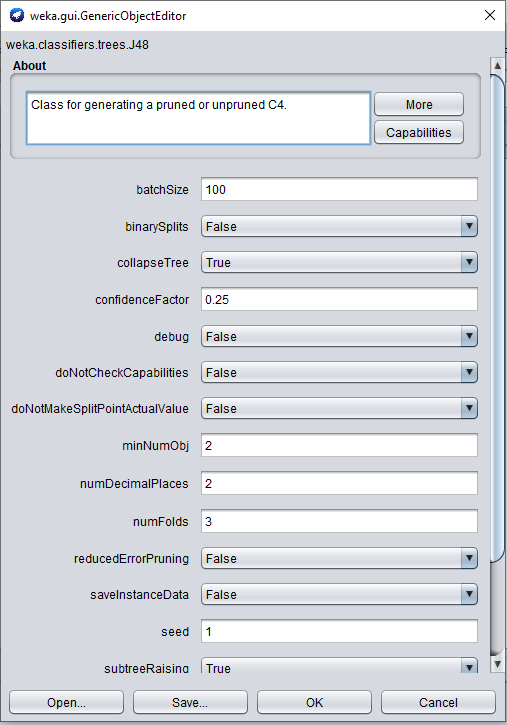 weka.gui.GenericObjectEditor
weka.classifiers.trees.J48
About
Class for generating a pruned or unpruned C4.
More
Capabilities
batchSize 100
binarySplits False
collapseTree True
confidenceFactor 0.25
debug False
doNotCheckCapabilities False
doNotMakeSplitPointActualValue False
minNumObj 2
numDecimalPlaces 2
numFolds 3
reducedErrorPruning False
saveInstanceData False
seed 1
subtreeRaising True
Open... Save... OK Cancel